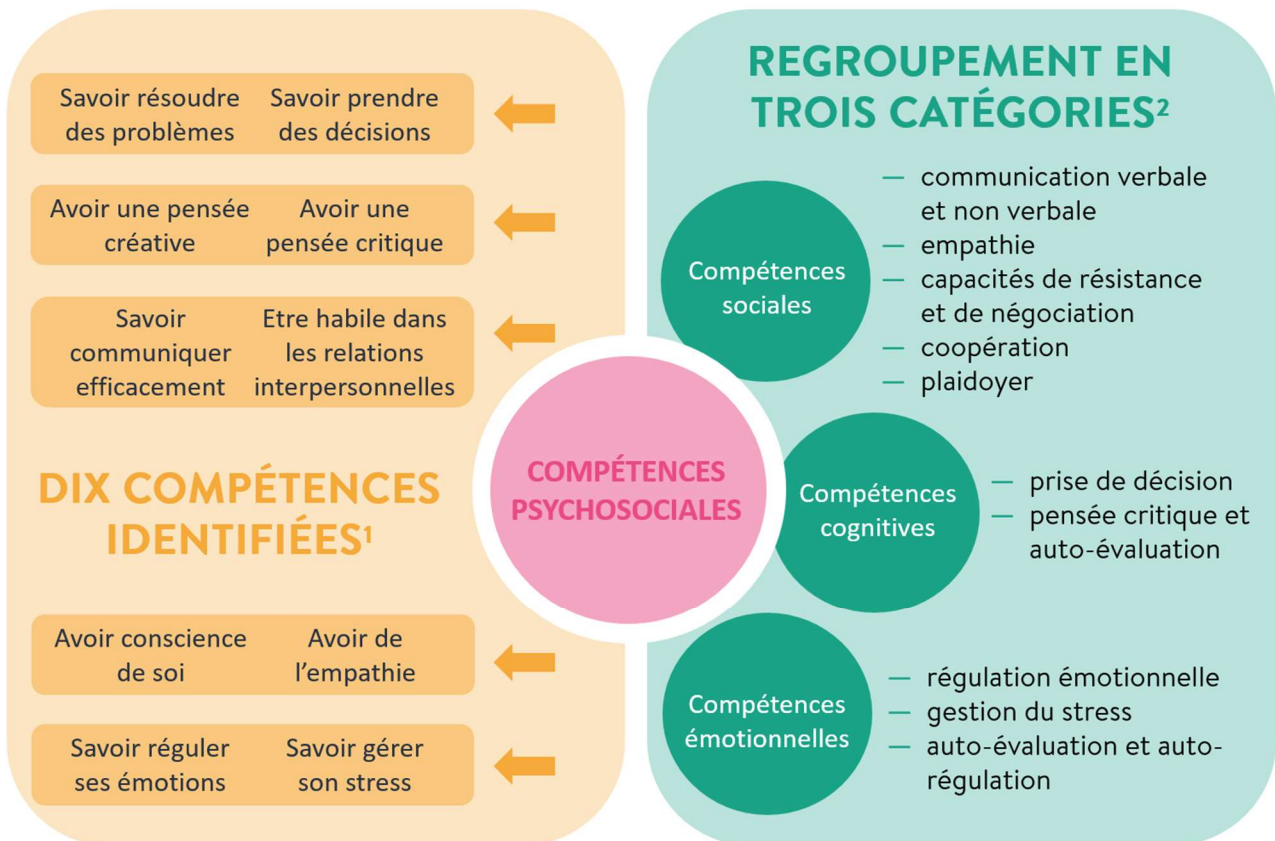 Savoir résoudre
des problèmes
Savoir prendre
des décisions
Avoir une pensée
créative
Avoir une
pensée critique
Savoir
communiquer
efficacement
Etre habile dans
les relations
interpersonnelles
DIX COMPÉTENCES
IDENTIFIÉES¹
Avoir conscience
de soi
Avoir de
l'empathie
Savoir réguler
ses émotions
Savoir gérer
son stress
COMPÉTENCES
PSYCHOSOCIALES
REGROUPEMENT EN
TROIS CATÉGORIES²
Compétences
sociales
— communication verbale
et non verbale
— empathie
— capacités de résistance
et de négociation
— coopération
— plaidoyer
Compétences
cognitives
— prise de décision
— pensée critique et
auto-évaluation
Compétences
émotionnelles
— régulation émotionnelle
— gestion du stress
— auto-évaluation et auto-
régulation